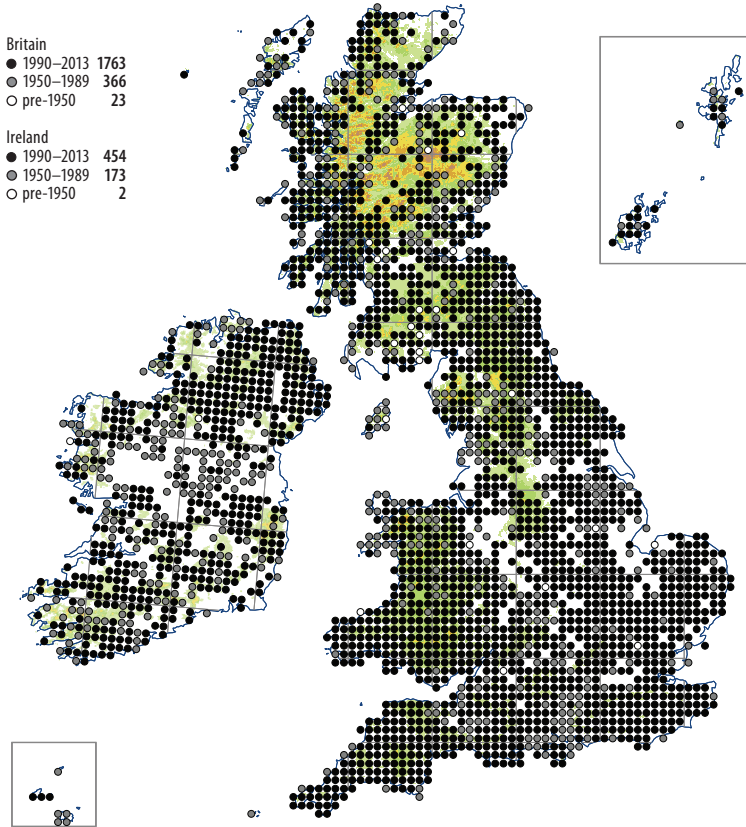 Britain
1990–2013 1763
1950–1989 366
pre-1950 23
Ireland
1990–2013 454
1950–1989 173
pre-1950 2